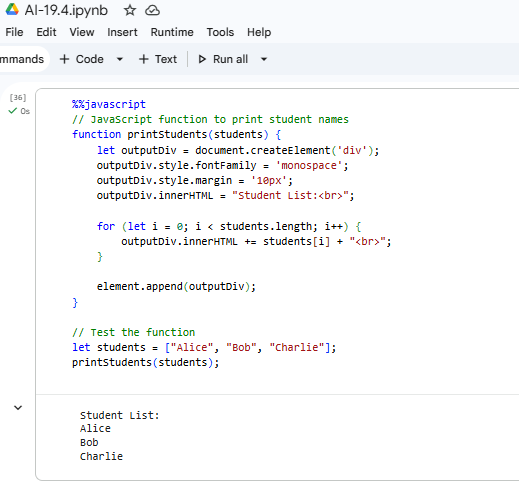 AI-19.4.ipynb
File Edit View Insert Runtime Tools Help
mmands + Code + Text Run all
[36]
0s
%%javascript
// JavaScript function to print student names
function printStudents(students) {
    let outputDiv = document.createElement('div');
    outputDiv.style.fontFamily = 'monospace';
    outputDiv.style.margin = '10px';
    outputDiv.innerHTML = "Student List:<br>";

    for (let i = 0; i < students.length; i++) {
        outputDiv.innerHTML += students[i] + "<br>";
    }

    element.append(outputDiv);
}

// Test the function
let students = ["Alice", "Bob", "Charlie"];
printStudents(students);

Student List:
Alice
Bob
Charlie